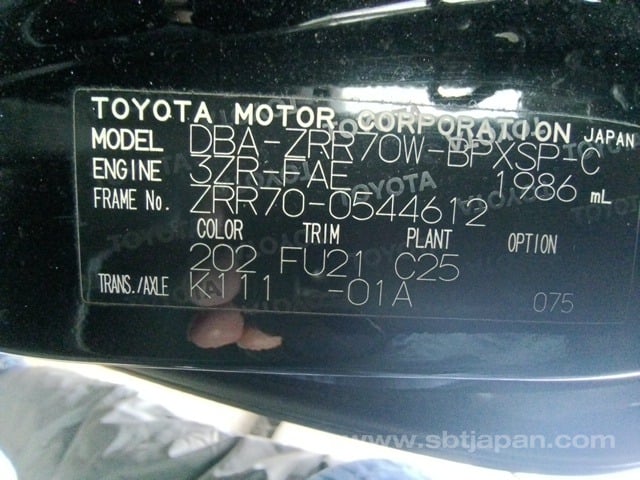 TOYOTA MOTOR CORPORATION JAPAN
MODEL DBA-ZRR70W-BPXSP-C
ENGINE 3ZR-FAE 1986 mL
FRAME No. ZRR70-0544612
COLOR TRIM PLANT OPTION
202 FU21 C25
TRANS./AXLE K111 -01A 075
www.sbtjapan.com